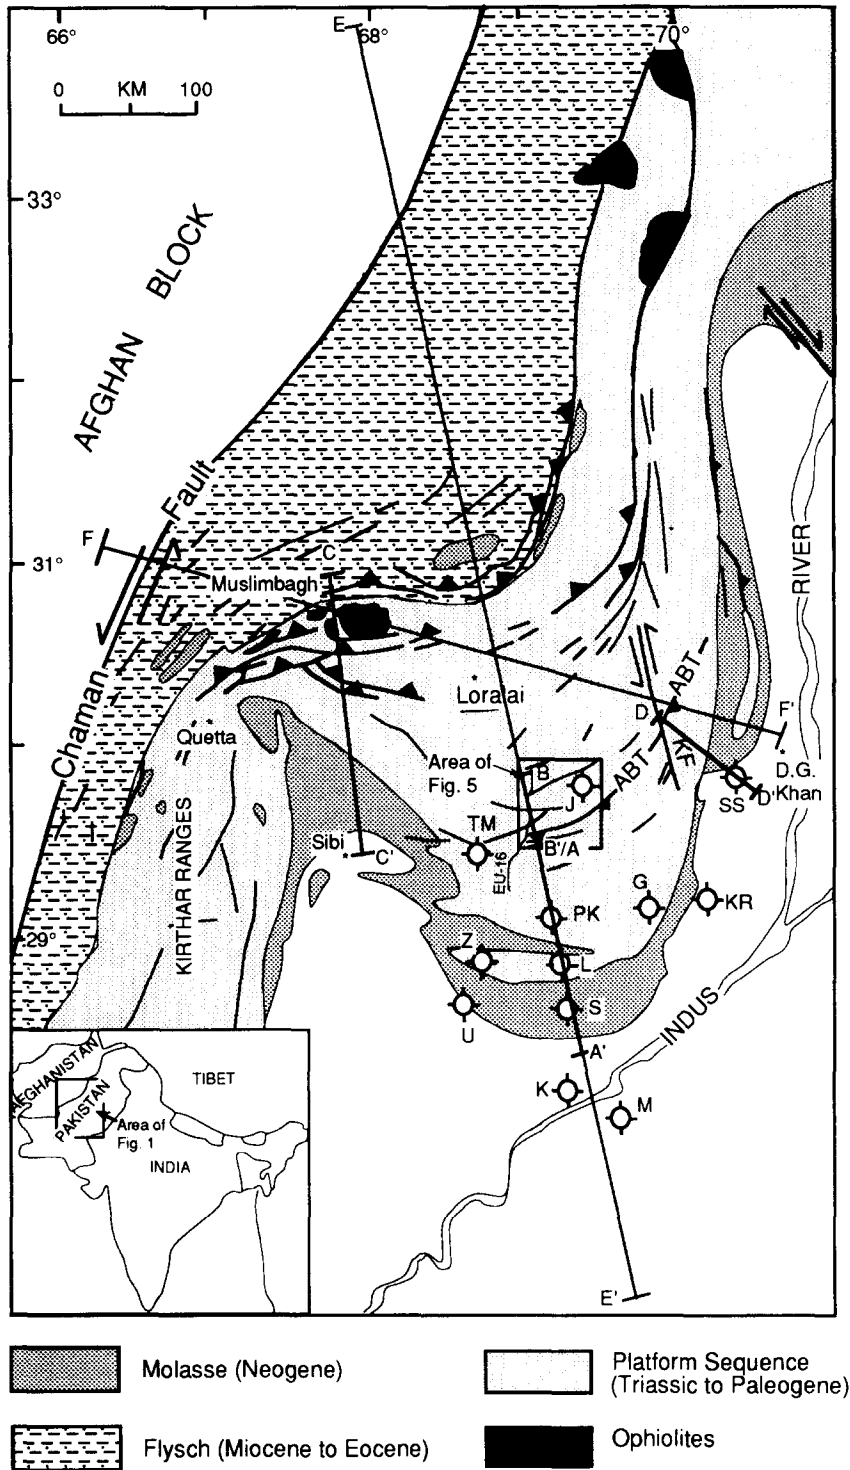 66°
E
68°
70°
0 KM 100
33°
AFGHAN BLOCK
Fault
31°
F
C
Muslimbagh
RIVER
Chaman
Loralai
ABT
D
F'
Quetta
Area of
Fig. 5
B
KF
D.G.
Khan
ABT
J
SS
D'
TM
A
Sibi
C'
B'/A
EU-16
KIRTHAR RANGES
G
KR
PK
29°
Z
L
S
U
INDUS
A'
K
M
AFGHANISTAN
TIBET
PAKISTAN
Area of
Fig. 1
INDIA
E'
Molasse (Neogene)
Platform Sequence
(Triassic to Paleogene)
Flysch (Miocene to Eocene)
Ophiolites